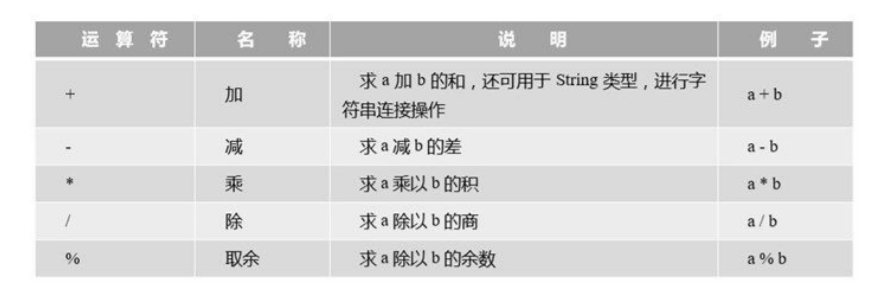 运 算 符 名 称 说 明 例 子
+ 加 求 a 加 b 的和，还可用于 String 类型，进行字符串连接操作 a + b
- 减 求 a 减 b 的差 a - b
* 乘 求 a 乘以 b 的积 a * b
/ 除 求 a 除以 b 的商 a / b
% 取余 求 a 除以 b 的余数 a % b